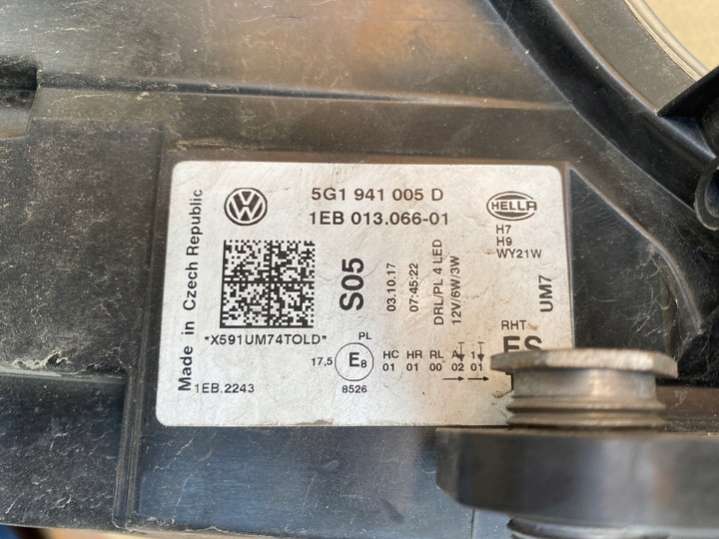 5G1 941 005 D
1EB 013.066-01
HELLA
H7
H9
WY21W
Made in Czech Republic
*X591UM74TOLD*
1EB.2243
S05
03.10.17
07:45:22
DRL/PL 4 LED
12V/6W/3W
UM7
RHT
ES
PL
17,5
E8
8526
HC HR RL A 1
01 01 00 02 01